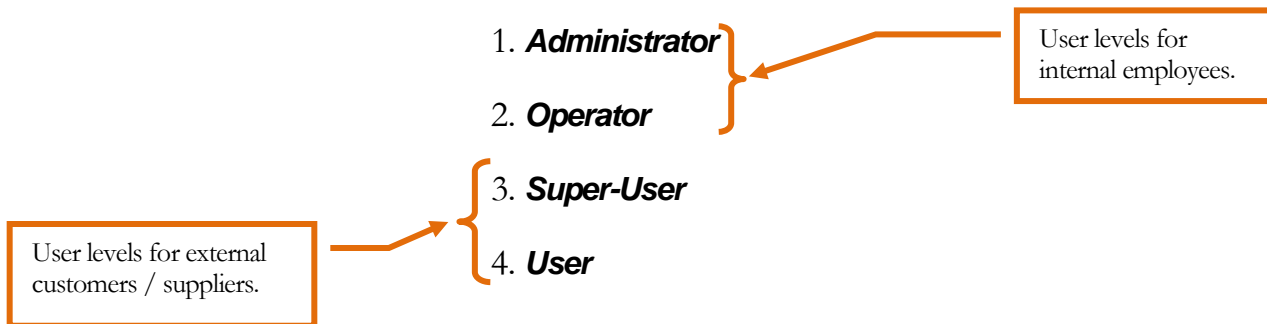 1. Administrator
User levels for
internal employees.
2. Operator
3. Super-User
User levels for external
customers / suppliers.
4. User